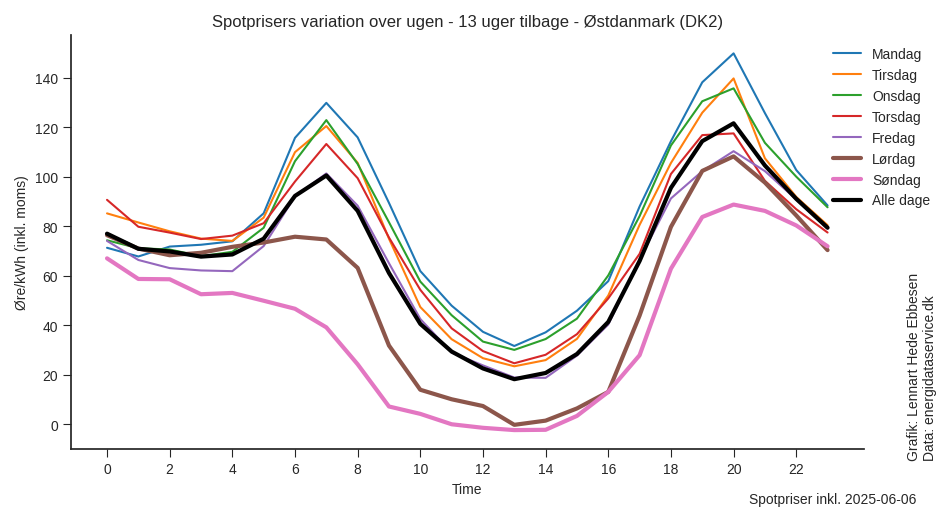 Spotprisers variation over ugen - 13 uger tilbage - Østdanmark (DK2)
Øre/kWh (inkl. moms)
140
120
100
80
60
40
20
0
0 2 4 6 8 10 12 14 16 18 20 22
Time
Mandag
Tirsdag
Onsdag
Torsdag
Fredag
Lørdag
Søndag
Alle dage
Grafik: Lennart Hede Ebbesen
Data: energidataservice.dk
Spotpriser inkl. 2025-06-06